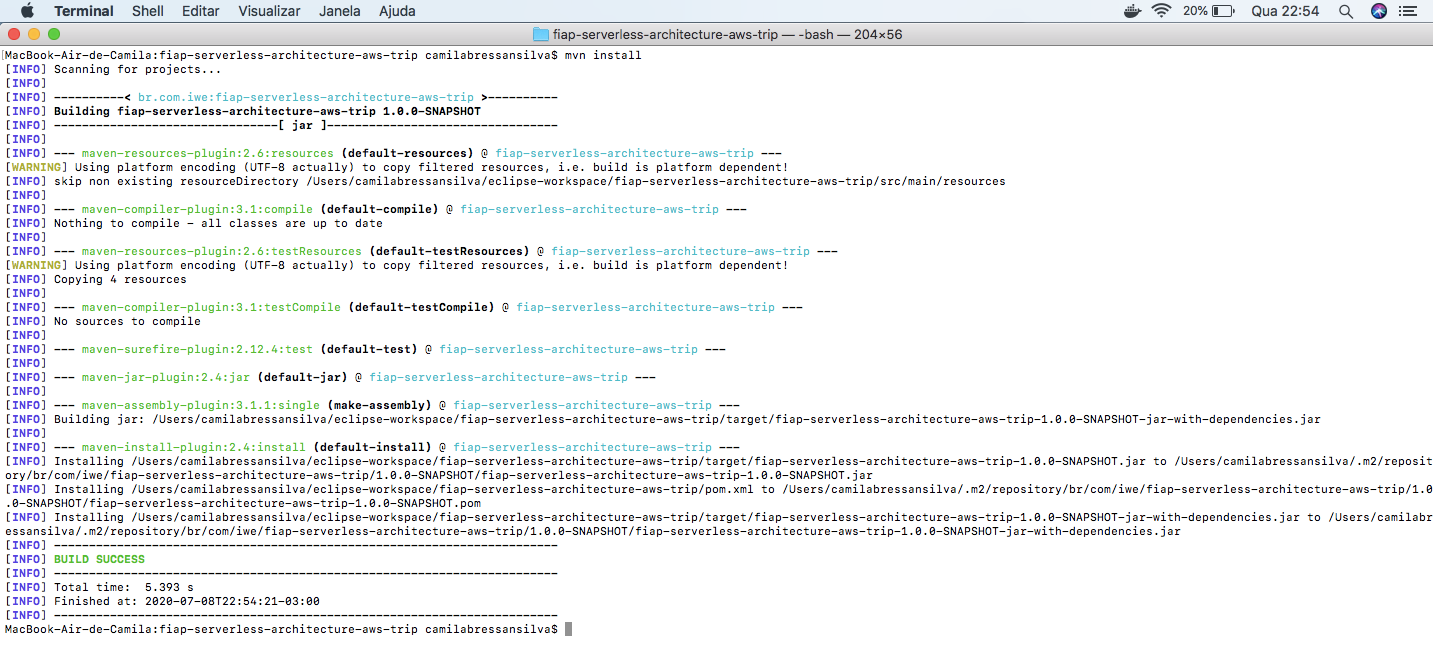 Terminal Shell Editar Visualizar Janela Ajuda 20% Qua 22:54
fiap-serverless-architecture-aws-trip — -bash — 204×56
MacBook-Air-de-Camila:fiap-serverless-architecture-aws-trip camilabressansilva$ mvn install
[INFO] Scanning for projects...
[INFO]
[INFO] ----------< br.com.iwe:fiap-serverless-architecture-aws-trip >----------
[INFO] Building fiap-serverless-architecture-aws-trip 1.0.0-SNAPSHOT
[INFO] --------------------------------[ jar ]---------------------------------
[INFO]
[INFO] --- maven-resources-plugin:2.6:resources (default-resources) @ fiap-serverless-architecture-aws-trip ---
[WARNING] Using platform encoding (UTF-8 actually) to copy filtered resources, i.e. build is platform dependent!
[INFO] skip non existing resourceDirectory /Users/camilabressansilva/eclipse-workspace/fiap-serverless-architecture-aws-trip/src/main/resources
[INFO]
[INFO] --- maven-compiler-plugin:3.1:compile (default-compile) @ fiap-serverless-architecture-aws-trip ---
[INFO] Nothing to compile - all classes are up to date
[INFO]
[INFO] --- maven-resources-plugin:2.6:testResources (default-testResources) @ fiap-serverless-architecture-aws-trip ---
[WARNING] Using platform encoding (UTF-8 actually) to copy filtered resources, i.e. build is platform dependent!
[INFO] Copying 4 resources
[INFO]
[INFO] --- maven-compiler-plugin:3.1:testCompile (default-testCompile) @ fiap-serverless-architecture-aws-trip ---
[INFO] No sources to compile
[INFO]
[INFO] --- maven-surefire-plugin:2.12.4:test (default-test) @ fiap-serverless-architecture-aws-trip ---
[INFO]
[INFO] --- maven-jar-plugin:2.4:jar (default-jar) @ fiap-serverless-architecture-aws-trip ---
[INFO]
[INFO] --- maven-assembly-plugin:3.1.1:single (make-assembly) @ fiap-serverless-architecture-aws-trip ---
[INFO] Building jar: /Users/camilabressansilva/eclipse-workspace/fiap-serverless-architecture-aws-trip/target/fiap-serverless-architecture-aws-trip-1.0.0-SNAPSHOT-jar-with-dependencies.jar
[INFO]
[INFO] --- maven-install-plugin:2.4:install (default-install) @ fiap-serverless-architecture-aws-trip ---
[INFO] Installing /Users/camilabressansilva/eclipse-workspace/fiap-serverless-architecture-aws-trip/target/fiap-serverless-architecture-aws-trip-1.0.0-SNAPSHOT.jar to /Users/camilabressansilva/.m2/reposit
ory/br/com/iwe/fiap-serverless-architecture-aws-trip/1.0.0-SNAPSHOT/fiap-serverless-architecture-aws-trip-1.0.0-SNAPSHOT.jar
[INFO] Installing /Users/camilabressansilva/eclipse-workspace/fiap-serverless-architecture-aws-trip/pom.xml to /Users/camilabressansilva/.m2/repository/br/com/iwe/fiap-serverless-architecture-aws-trip/1.0
.0-SNAPSHOT/fiap-serverless-architecture-aws-trip-1.0.0-SNAPSHOT.pom
[INFO] Installing /Users/camilabressansilva/eclipse-workspace/fiap-serverless-architecture-aws-trip/target/fiap-serverless-architecture-aws-trip-1.0.0-SNAPSHOT-jar-with-dependencies.jar to /Users/camilabr
essansilva/.m2/repository/br/com/iwe/fiap-serverless-architecture-aws-trip/1.0.0-SNAPSHOT/fiap-serverless-architecture-aws-trip-1.0.0-SNAPSHOT-jar-with-dependencies.jar
[INFO] ------------------------------------------------------------------------
[INFO] BUILD SUCCESS
[INFO] ------------------------------------------------------------------------
[INFO] Total time:  5.393 s
[INFO] Finished at: 2020-07-08T22:54:21-03:00
[INFO] ------------------------------------------------------------------------
MacBook-Air-de-Camila:fiap-serverless-architecture-aws-trip camilabressansilva$